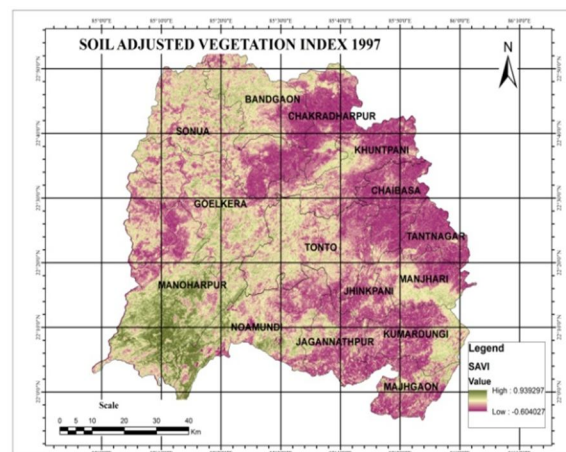 SOIL ADJUSTED VEGETATION INDEX 1997
N
BANDGAON
CHAKRADHARPUR
SONUA
KHUNTPANI
CHAIBASA
GOELKERA
TANTNAGAR
TONTO
MANJHARI
MANOHARPUR
JHINKPANI
NOAMUNDI
KUMARDUNGI
JAGANNATHPUR
MAJHGAON
Legend
SAVI
Value
High : 0.939297
Low : -0.604027
Scale
0 5 10 20 30 40
Km